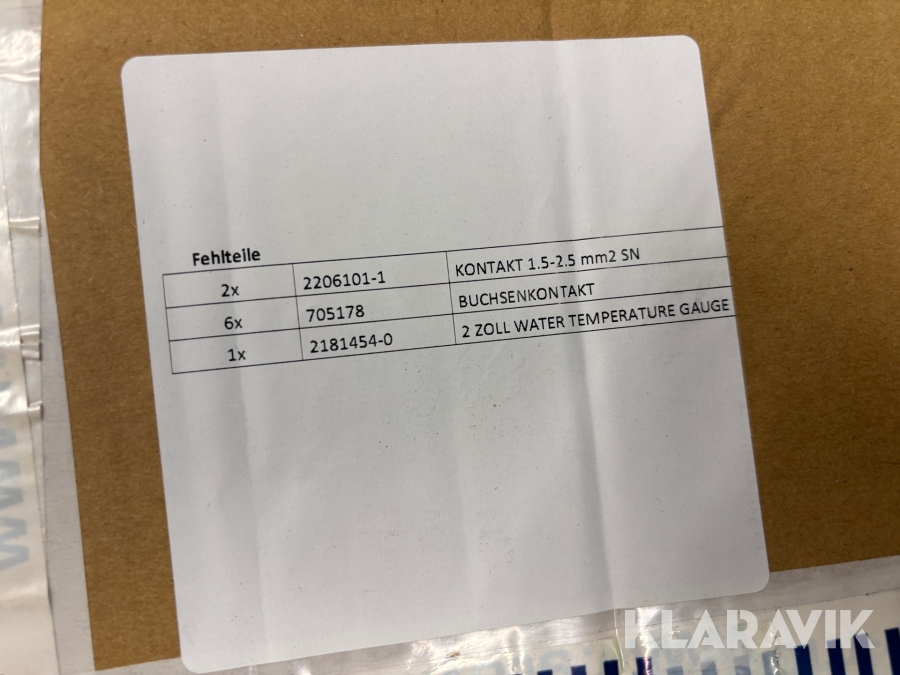 Fehlteile
2x 2206101-1 KONTAKT 1.5-2.5 mm2 SN
6x 705178 BUCHSENKONTAKT
1x 2181454-0 2 ZOLL WATER TEMPERATURE GAUGE
KLARAVIK